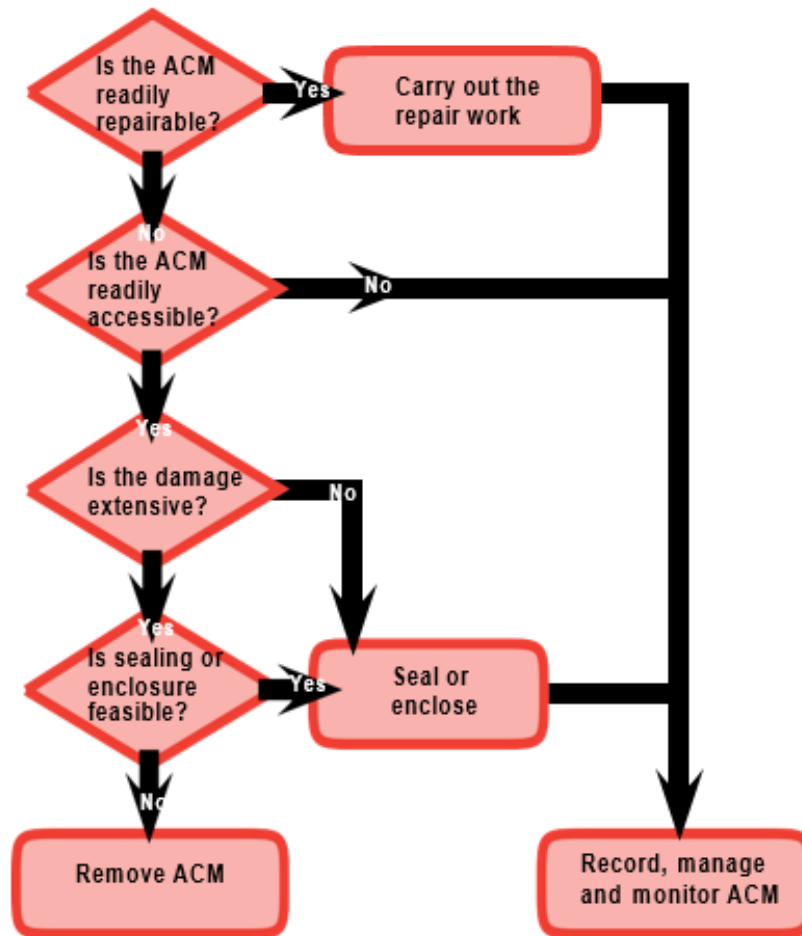 Is the ACM
readily
repairable?
Yes
Carry out the
repair work
No
Is the ACM
readily
accessible?
No
Yes
Is the damage
extensive?
No
Yes
Is sealing or
enclosure
feasible?
Yes
Seal or
enclose
No
Remove ACM
Record, manage
and monitor ACM